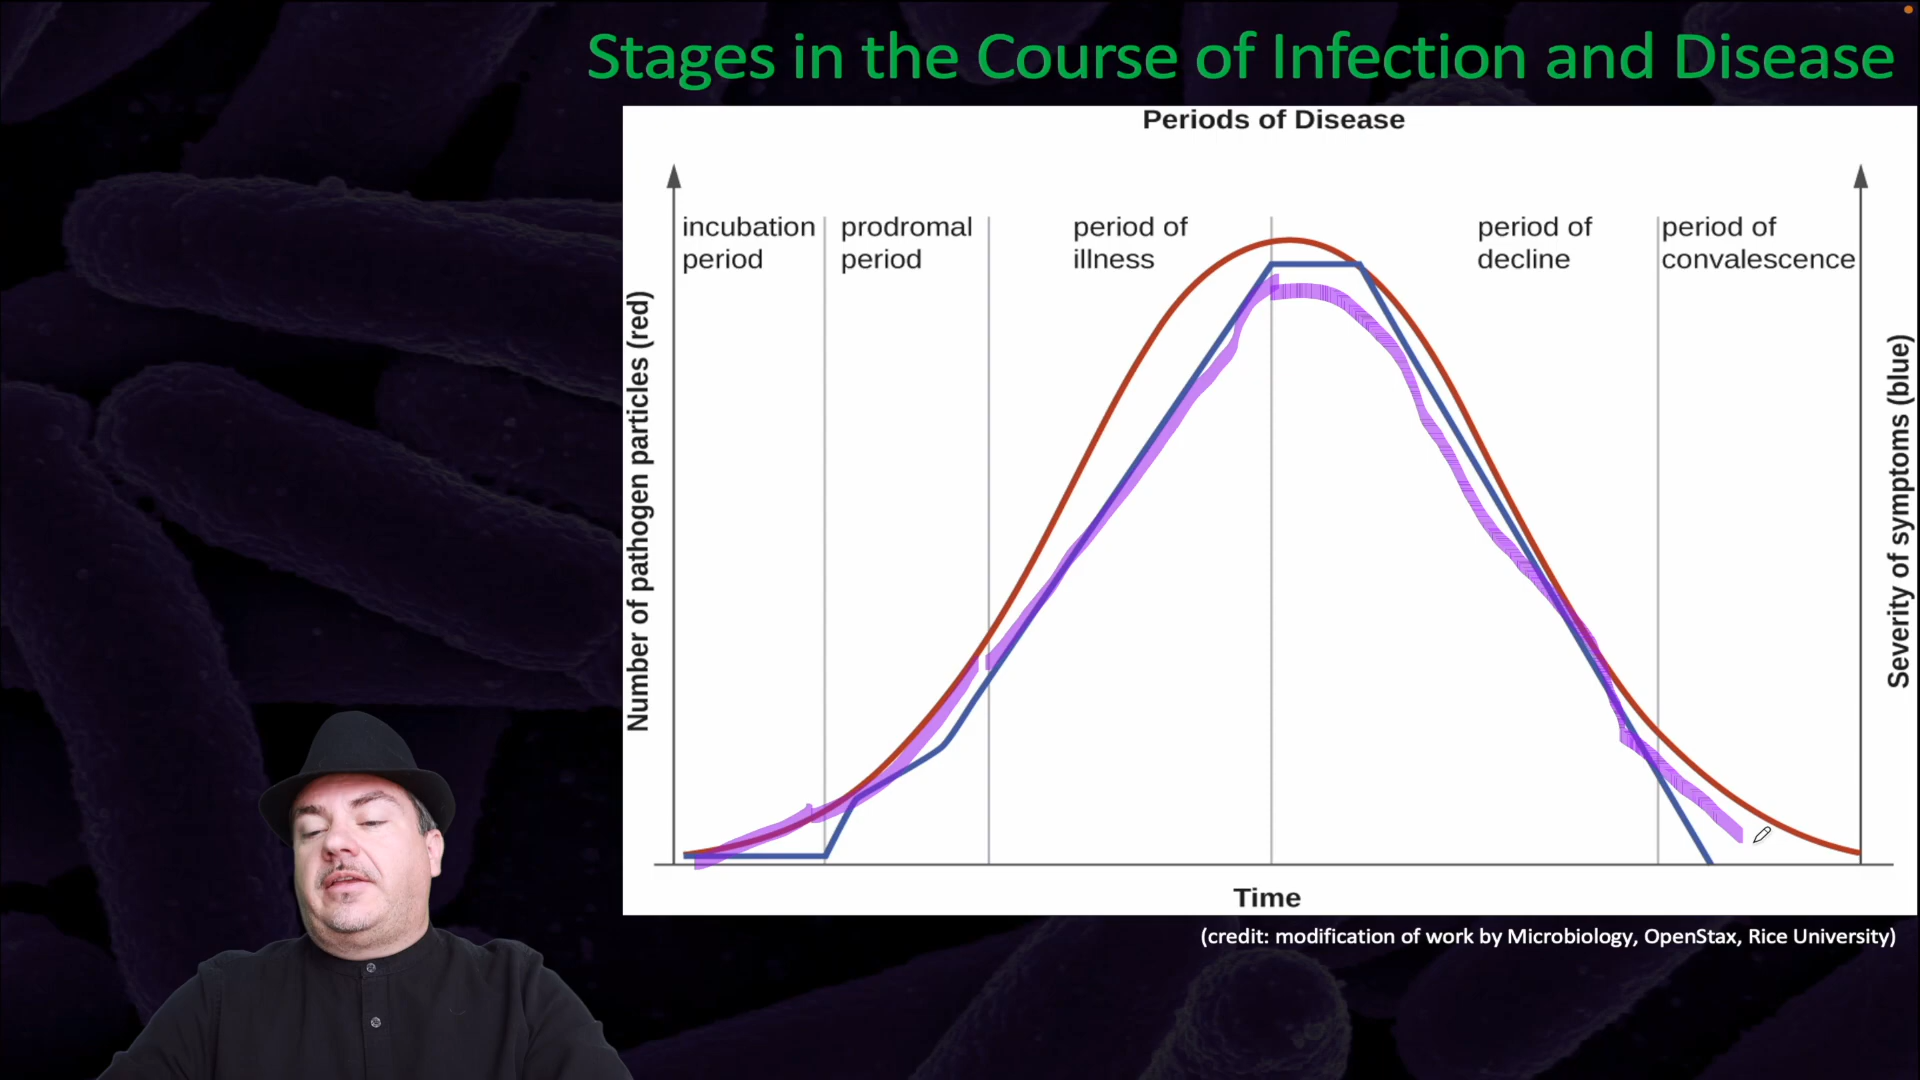 Stages in the Course of Infection and Disease
Periods of Disease
incubation
period
prodromal
period
period of
illness
period of
decline
period of
convalescence
Number of pathogen particles (red)
Severity of symptoms (blue)
Time
(credit: modification of work by Microbiology, OpenStax, Rice University)